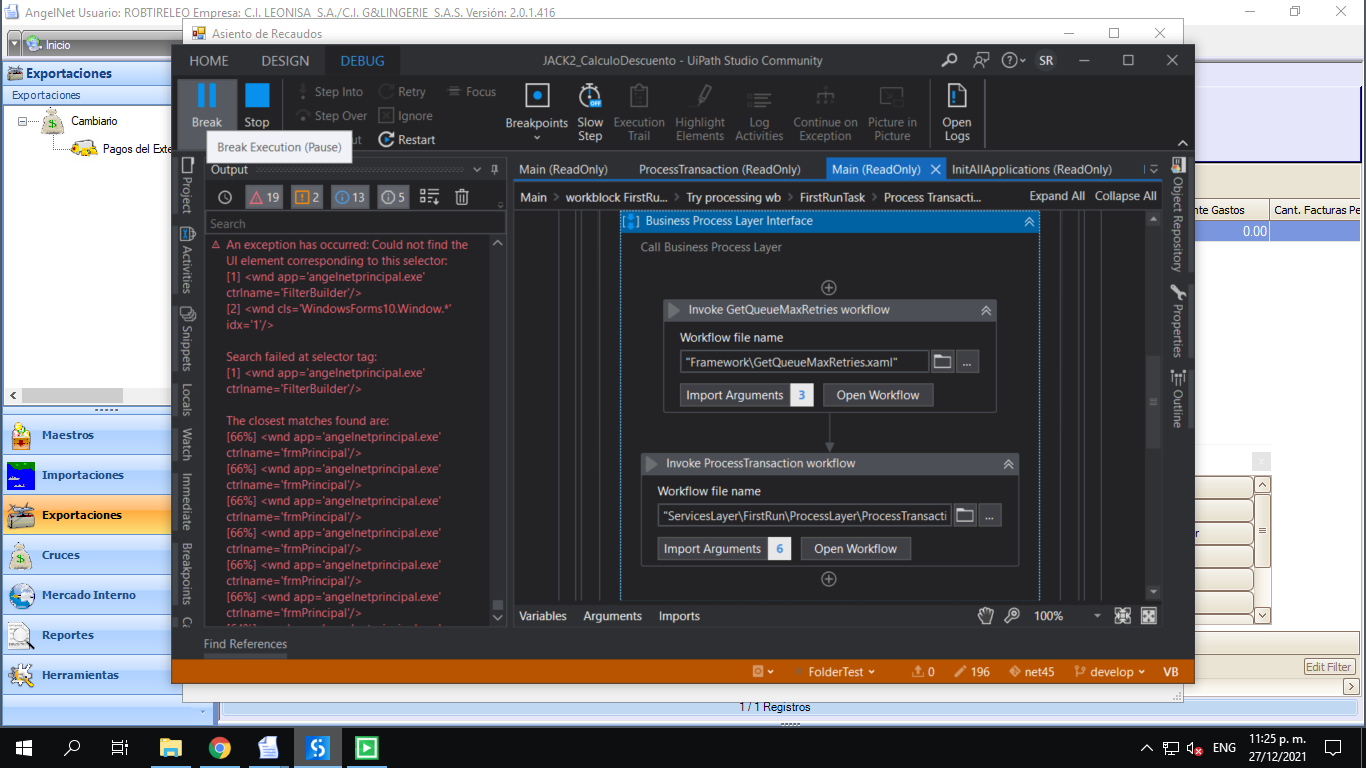 AngelNet Usuario: ROBTIRELEO Empresa: C.I. LEONISA S.A./C.I. G&LINGERIE S.A.S. Versión: 2.0.1.416
Inicio
Exportaciones
Exportaciones
Cambiario
Pagos del Exte
Maestros
Importaciones
Exportaciones
Cruces
Mercado Interno
Reportes
Herramientas
Asiento de Recaudos
HOME
DESIGN
DEBUG
JACK2_CalculoDescuento - UiPath Studio Community
SR
Break
Stop
Step Into
Step Over
Retry
Ignore
Restart
Focus
Breakpoints
Slow Step
Execution Trail
Highlight Elements
Log Activities
Continue on Exception
Picture in Picture
Open Logs
Break Execution (Pause)
Project
Activities
Snippets
Locals
Watch
Immediate
Breakpoints
Output
19
2
13
5
Search
An exception has occurred: Could not find the
UI element corresponding to this selector:
[1] <wnd app='angelnetprincipal.exe'
ctrlname='FilterBuilder'/>
[2] <wnd cls='WindowsForms10.Window.*'
idx='1'/>
Search failed at selector tag:
[1] <wnd app='angelnetprincipal.exe'
ctrlname='FilterBuilder'/>
The closest matches found are:
[66%] <wnd app='angelnetprincipal.exe'
ctrlname='frmPrincipal'/>
[66%] <wnd app='angelnetprincipal.exe'
ctrlname='frmPrincipal'/>
[66%] <wnd app='angelnetprincipal.exe'
ctrlname='frmPrincipal'/>
[66%] <wnd app='angelnetprincipal.exe'
ctrlname='frmPrincipal'/>
[66%] <wnd app='angelnetprincipal.exe'
ctrlname='frmPrincipal'/>
[66%] <wnd app='angelnetprincipal.exe'
ctrlname='frmPrincipal'/>
Find References
Main (ReadOnly)
ProcessTransaction (ReadOnly)
Main (ReadOnly)
InitAllApplications (ReadOnly)
Main > workblock FirstRu... > Try processing wb > FirstRunTask > Process Transacti...
Expand All
Collapse All
Business Process Layer Interface
Call Business Process Layer
Invoke GetQueueMaxRetries workflow
Workflow file name
"Framework\GetQueueMaxRetries.xaml"
...
Import Arguments 3
Open Workflow
Invoke ProcessTransaction workflow
Workflow file name
"ServicesLayer\FirstRun\ProcessLayer\ProcessTransacti
...
Import Arguments 6
Open Workflow
Variables
Arguments
Imports
100%
Object Repository
Properties
Outline
FolderTest
0
196
net45
develop
VB
nte Gastos
Cant. Facturas Pe
0.00
Edit Filter
1 / 1 Registros
ENG
11:25 p. m.
27/12/2021